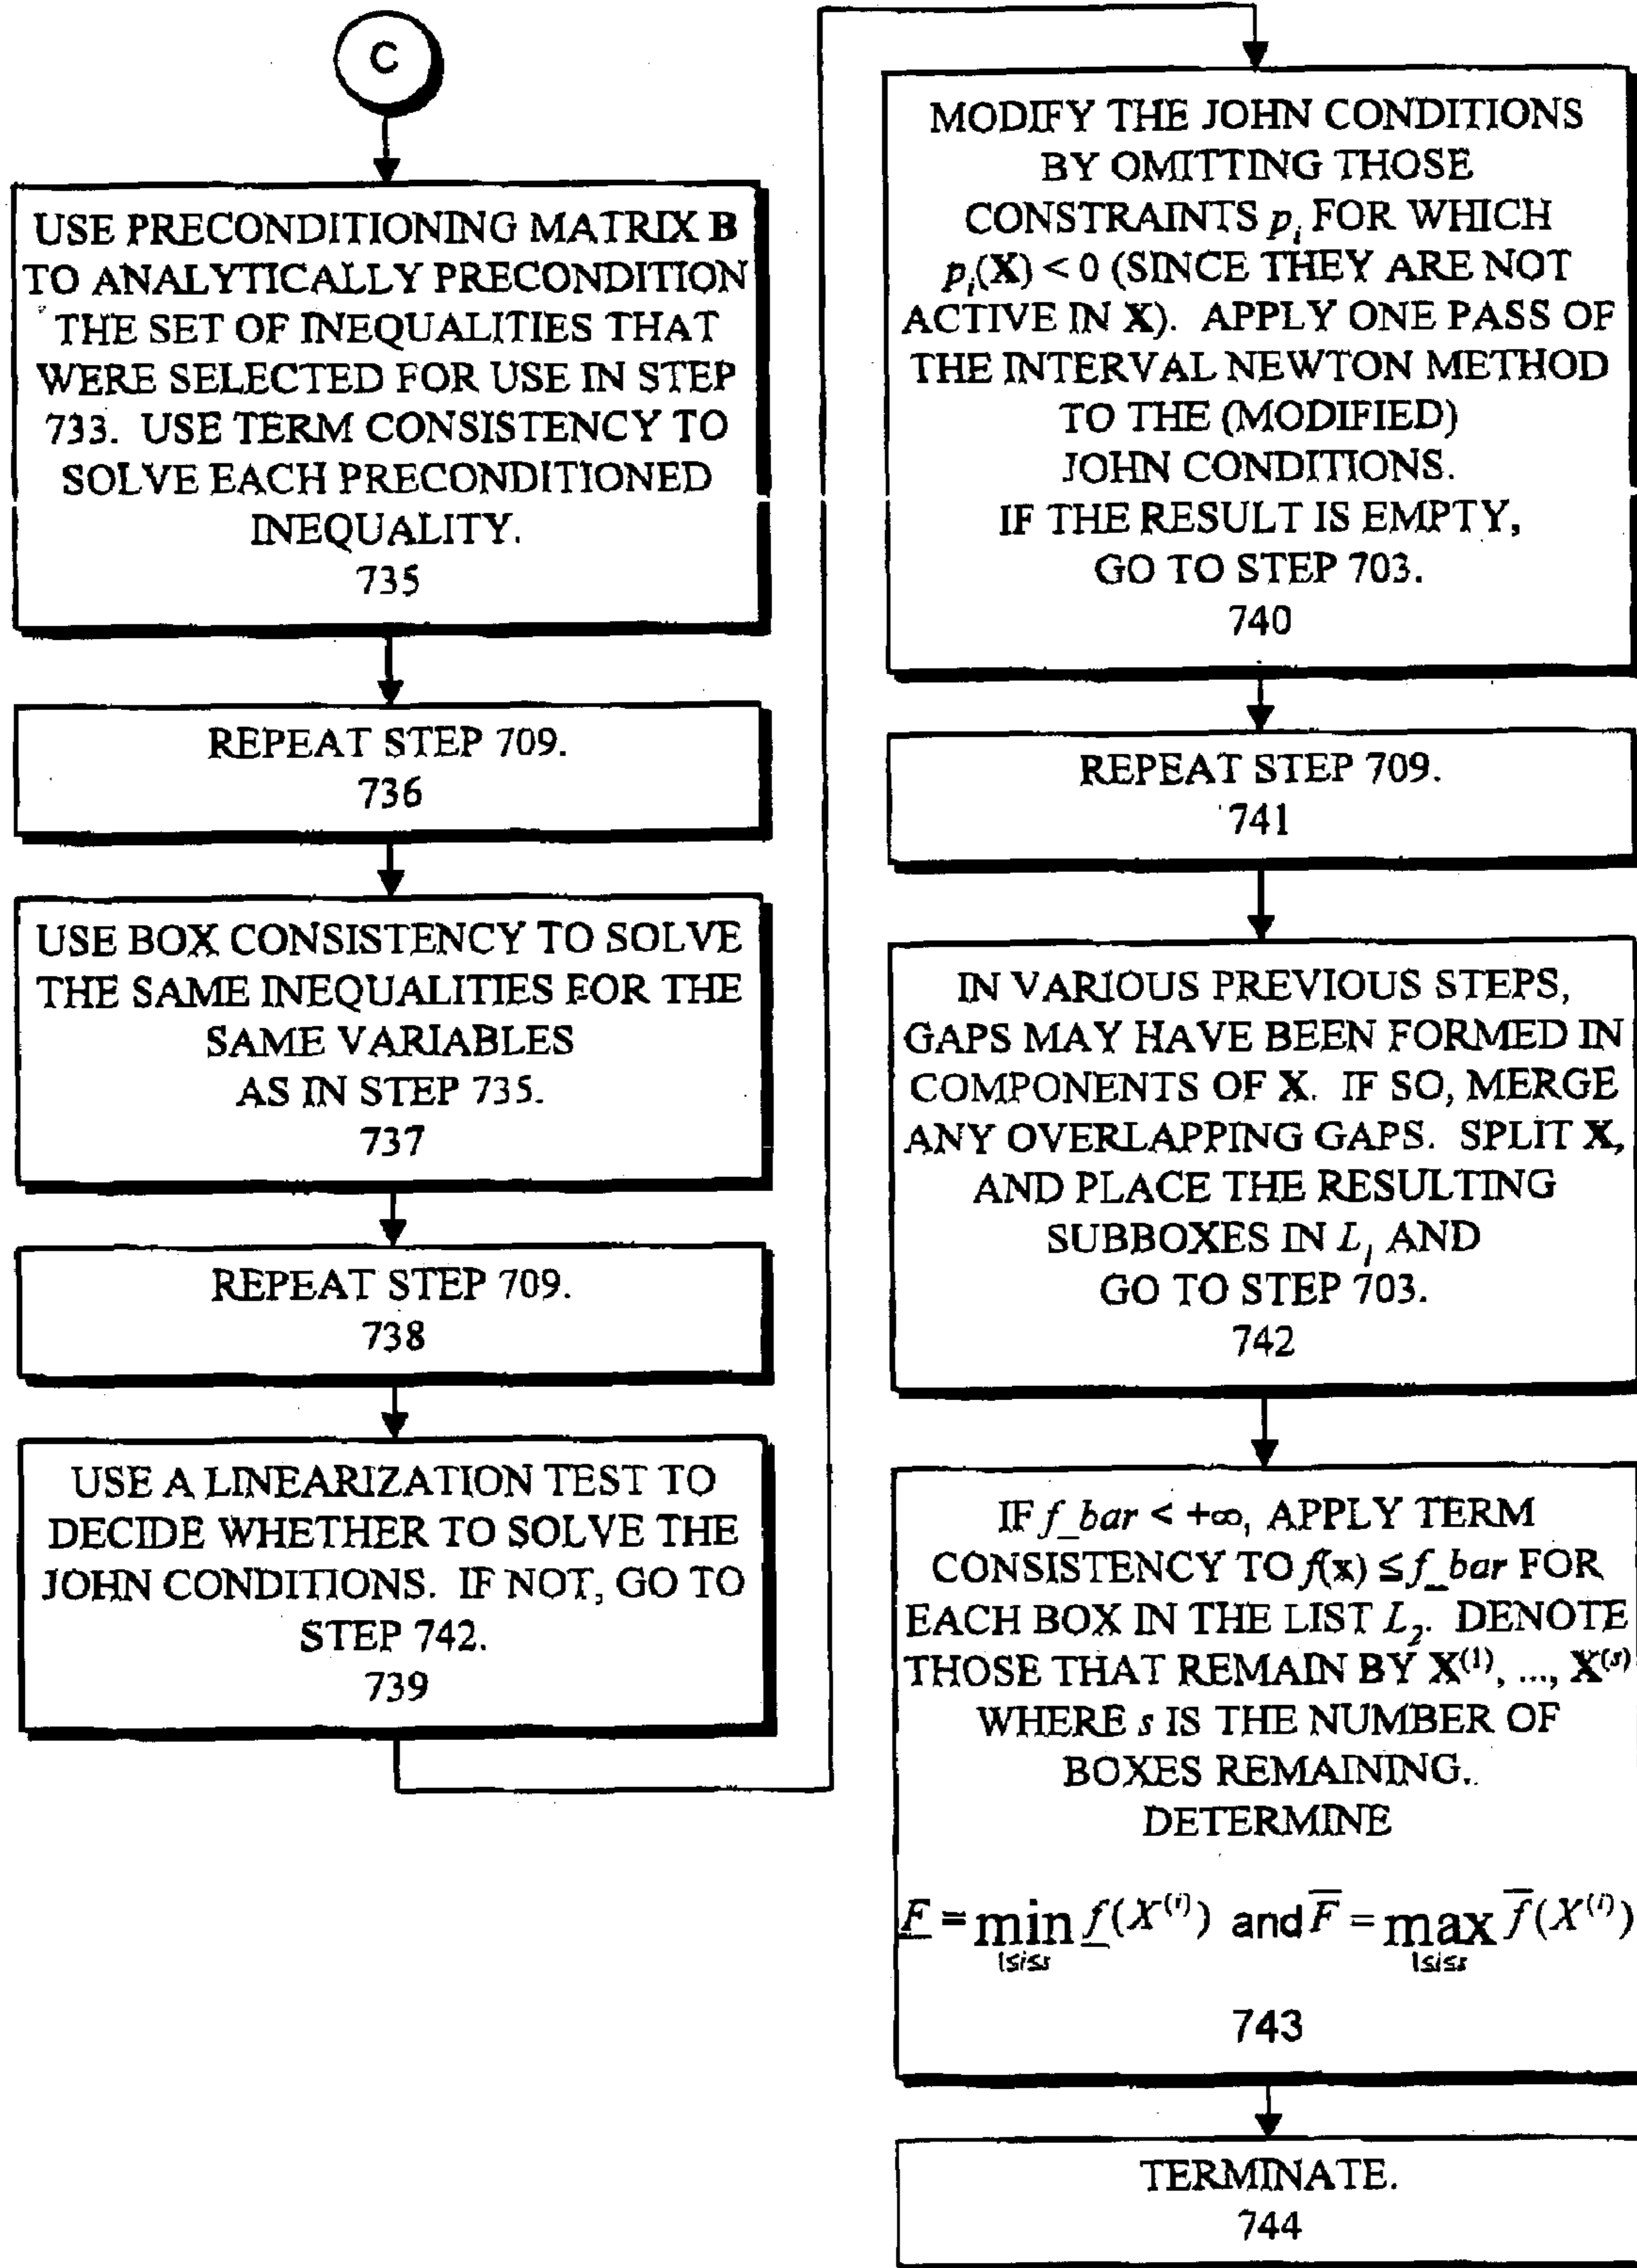 C
USE PRECONDITIONING MATRIX B
TO ANALYTICALLY PRECONDITION
THE SET OF INEQUALITIES THAT
WERE SELECTED FOR USE IN STEP
733. USE TERM CONSISTENCY TO
SOLVE EACH PRECONDITIONED
INEQUALITY.
735
REPEAT STEP 709.
736
USE BOX CONSISTENCY TO SOLVE
THE SAME INEQUALITIES FOR THE
SAME VARIABLES
AS IN STEP 735.
737
REPEAT STEP 709.
738
USE A LINEARIZATION TEST TO
DECIDE WHETHER TO SOLVE THE
JOHN CONDITIONS. IF NOT, GO TO
STEP 742.
739
MODIFY THE JOHN CONDITIONS
BY OMITTING THOSE
CONSTRAINTS pᵢ FOR WHICH
pᵢ(X) < 0 (SINCE THEY ARE NOT
ACTIVE IN X). APPLY ONE PASS OF
THE INTERVAL NEWTON METHOD
TO THE (MODIFIED)
JOHN CONDITIONS.
IF THE RESULT IS EMPTY,
GO TO STEP 703.
740
REPEAT STEP 709.
741
IN VARIOUS PREVIOUS STEPS,
GAPS MAY HAVE BEEN FORMED IN
COMPONENTS OF X. IF SO, MERGE
ANY OVERLAPPING GAPS. SPLIT X,
AND PLACE THE RESULTING
SUBBOXES IN L₁ AND
GO TO STEP 703.
742
IF f_bar < +∞, APPLY TERM
CONSISTENCY TO f(x) ≤ f_bar FOR
EACH BOX IN THE LIST L₂. DENOTE
THOSE THAT REMAIN BY X⁽¹⁾, ..., X⁽ˢ⁾
WHERE s IS THE NUMBER OF
BOXES REMAINING.
DETERMINE
F̲ = min f̲(X⁽ⁱ⁾) and F̅ = max f̅(X⁽ⁱ⁾)
1≤i≤s 1≤i≤s
743
TERMINATE.
744